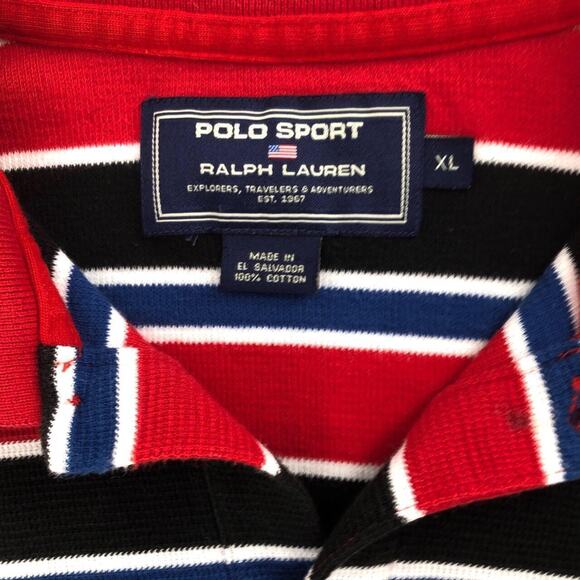 POLO SPORT
RALPH LAUREN
EXPLORERS, TRAVELERS & ADVENTURERS
EST. 1967
XL
MADE IN
EL SALVADOR
100% COTTON